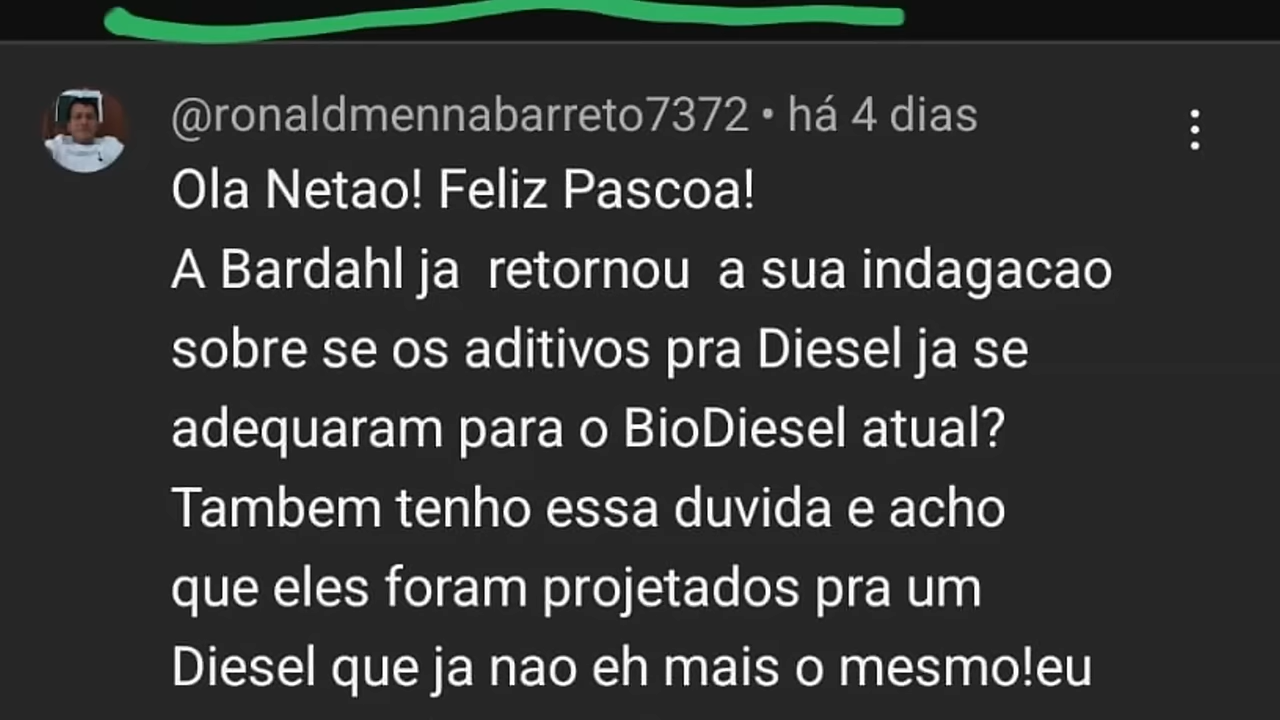 @ronaldmennabarreto7372 • há 4 dias
Ola Netao! Feliz Pascoa!
A Bardahl ja retornou a sua indagacao
sobre se os aditivos pra Diesel ja se
adequaram para o BioDiesel atual?
Tambem tenho essa duvida e acho
que eles foram projetados pra um
Diesel que ja nao eh mais o mesmo!eu